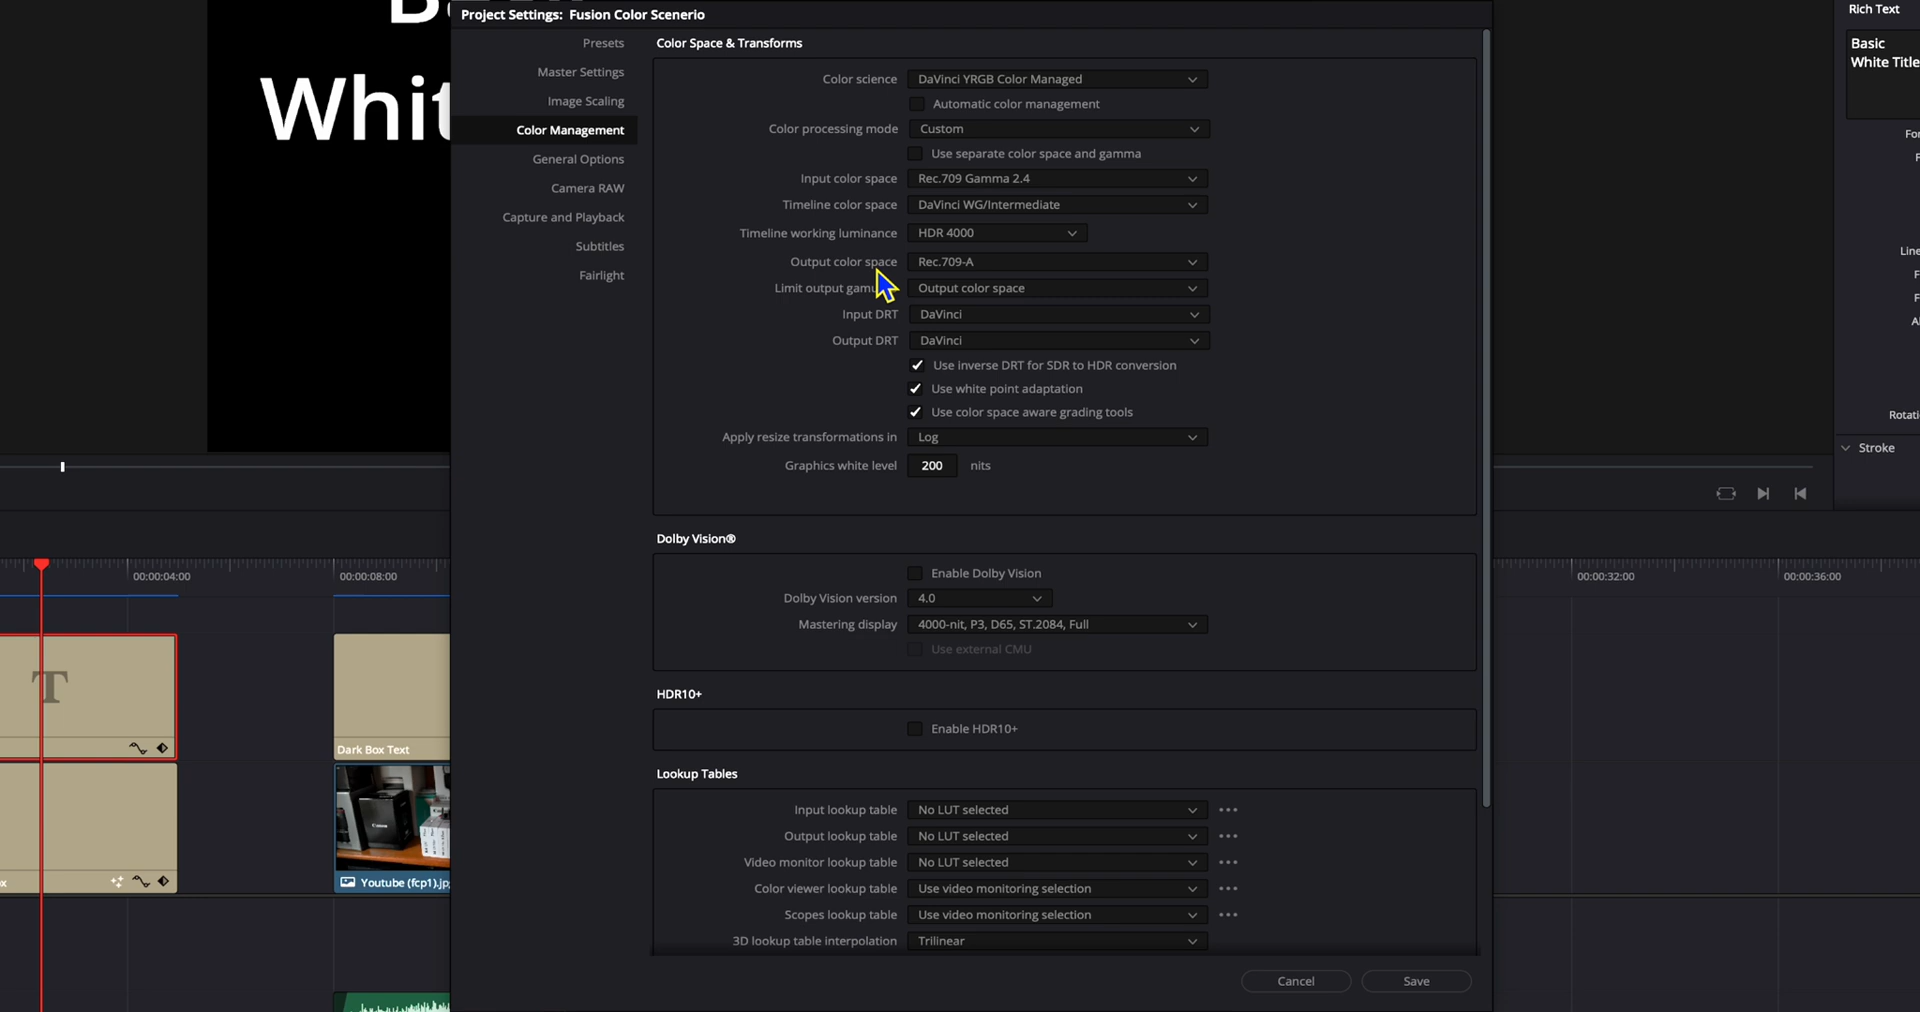 Project Settings: Fusion Color Scenerio
Presets
Master Settings
Image Scaling
Color Management
General Options
Camera RAW
Capture and Playback
Subtitles
Fairlight
Color Space & Transforms
Color science DaVinci YRGB Color Managed
Automatic color management
Color processing mode Custom
Use separate color space and gamma
Input color space Rec.709 Gamma 2.4
Timeline color space DaVinci WG/Intermediate
Timeline working luminance HDR 4000
Output color space Rec.709-A
Limit output gamu Output color space
Input DRT DaVinci
Output DRT DaVinci
Use inverse DRT for SDR to HDR conversion
Use white point adaptation
Use color space aware grading tools
Apply resize transformations in Log
Graphics white level 200 nits
Dolby Vision®
Enable Dolby Vision
Dolby Vision version 4.0
Mastering display 4000-nit, P3, D65, ST.2084, Full
Use external CMU
HDR10+
Enable HDR10+
Lookup Tables
Input lookup table No LUT selected
Output lookup table No LUT selected
Video monitor lookup table No LUT selected
Color viewer lookup table Use video monitoring selection
Scopes lookup table Use video monitoring selection
3D lookup table interpolation Trilinear
Cancel Save
Whit
Rich Text
Basic
White Title
Line
Rotati
Stroke
00:00:04:00 00:00:08:00 00:00:32:00 00:00:36:00
T
Dark Box Text
Canon
Youtube (fcp1).jp